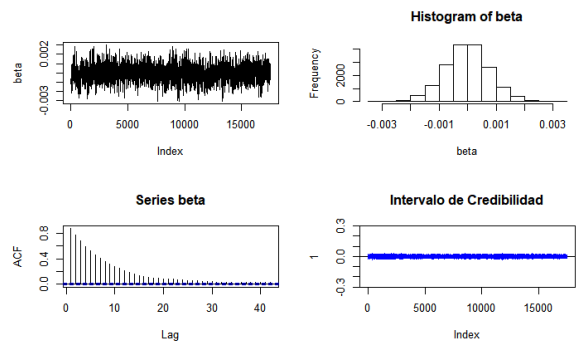 beta
0.002
-0.003
0
5000
10000
15000
Index
Histogram of beta
Frequency
2000
0
-0.003
-0.001
0.001
0.003
beta
Series beta
ACF
0.8
0.4
0.0
0
10
20
30
40
Lag
Intervalo de Credibilidad
1
0.3
0.0
-0.3
0
5000
10000
15000
Index